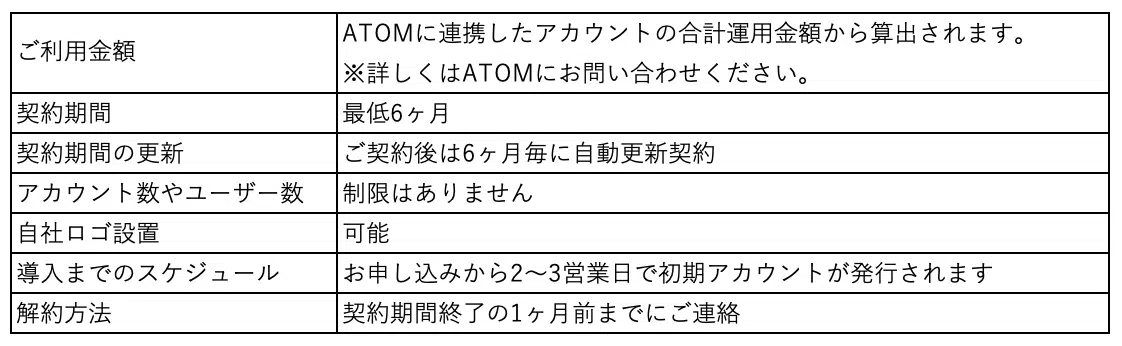 ご利用金額
ATOMに連携したアカウントの合計運用金額から算出されます。
※詳しくはATOMにお問い合わせください。
契約期間
最低6ヶ月
契約期間の更新
ご契約後は6ヶ月毎に自動更新契約
アカウント数やユーザー数
制限はありません
自社ロゴ設置
可能
導入までのスケジュール
お申し込みから2〜3営業日で初期アカウントが発行されます
解約方法
契約期間終了の1ヶ月前までにご連絡